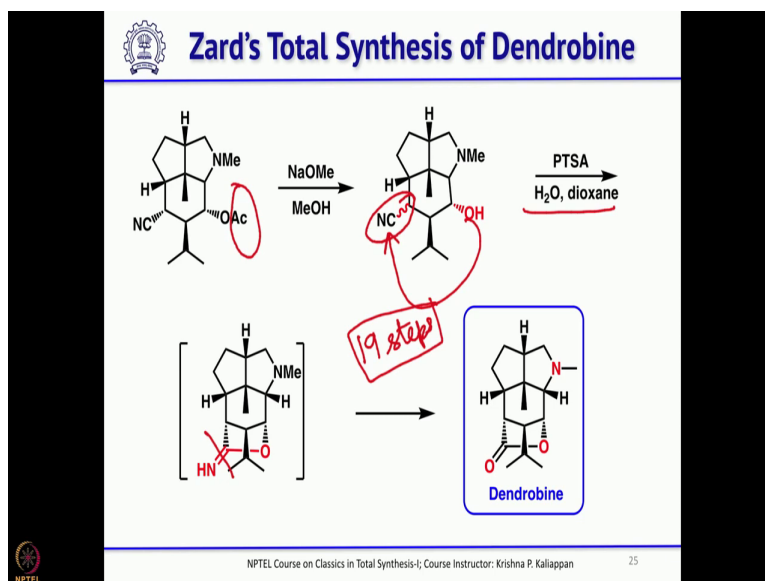 Zard's Total Synthesis of Dendrobine
H
NMe
H
NC
OAc
NaOMe
MeOH
H
NMe
H
NC
OH
PTSA
H₂O, dioxane
19 steps
H
NMe
H
H
HN
O
H
N
H
H
O
O
Dendrobine
NPTEL
NPTEL Course on Classics in Total Synthesis-I; Course Instructor: Krishna P. Kaliappan
25